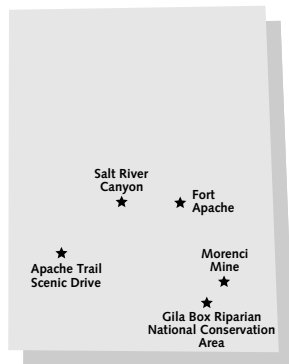 Salt River
Canyon
Fort
Apache
Apache Trail
Scenic Drive
Morenci
Mine
Gila Box Riparian
National Conservation
Area